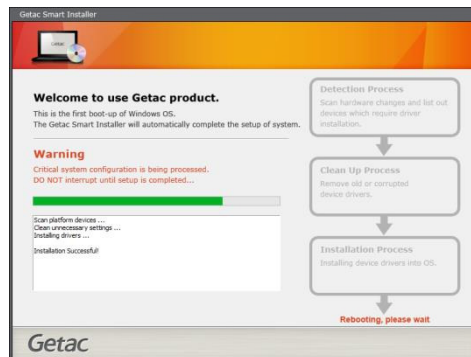 Getac Smart Installer
Getac
Welcome to use Getac product.
This is the first boot-up of Windows OS.
The Getac Smart Installer will automatically complete the setup of system.
Warning
Critical system configuration is being processed.
DO NOT interrupt until setup is completed...
Scan platform devices ...
Clean unnecessary settings ...
Installing drivers ...
Installation Successful!
Detection Process
Scan hardware changes and list out
devices which require driver
installation.
Clean Up Process
Remove old or corrupted
device drivers.
Installation Process
Installing device drivers into OS.
Rebooting, please wait
Getac